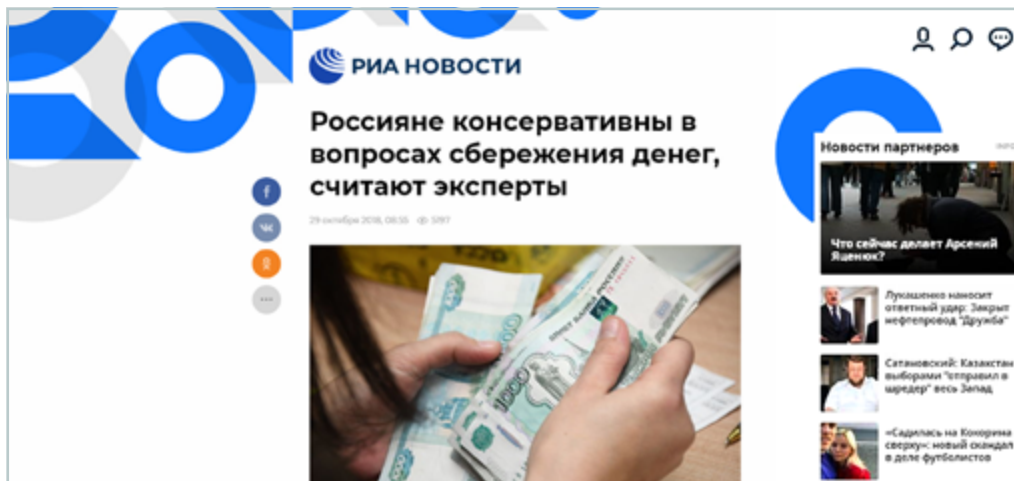 РИА НОВОСТИ
Россияне консервативны в
вопросах сбережения денег,
считают эксперты
29 октября 2018, 08:55 5197
f
1000
Новости партнеров
Что сейчас делает Арсений
Яценюк?
Лукашенко наносит
ответный удар: Закрыт
нефтепровод "Дружба"
Сатановский: Казахстан
выборами "отправил в
шредер" весь Запад
«Садилась на Кокорина
сверху»: новый скандал
в деле футболистов